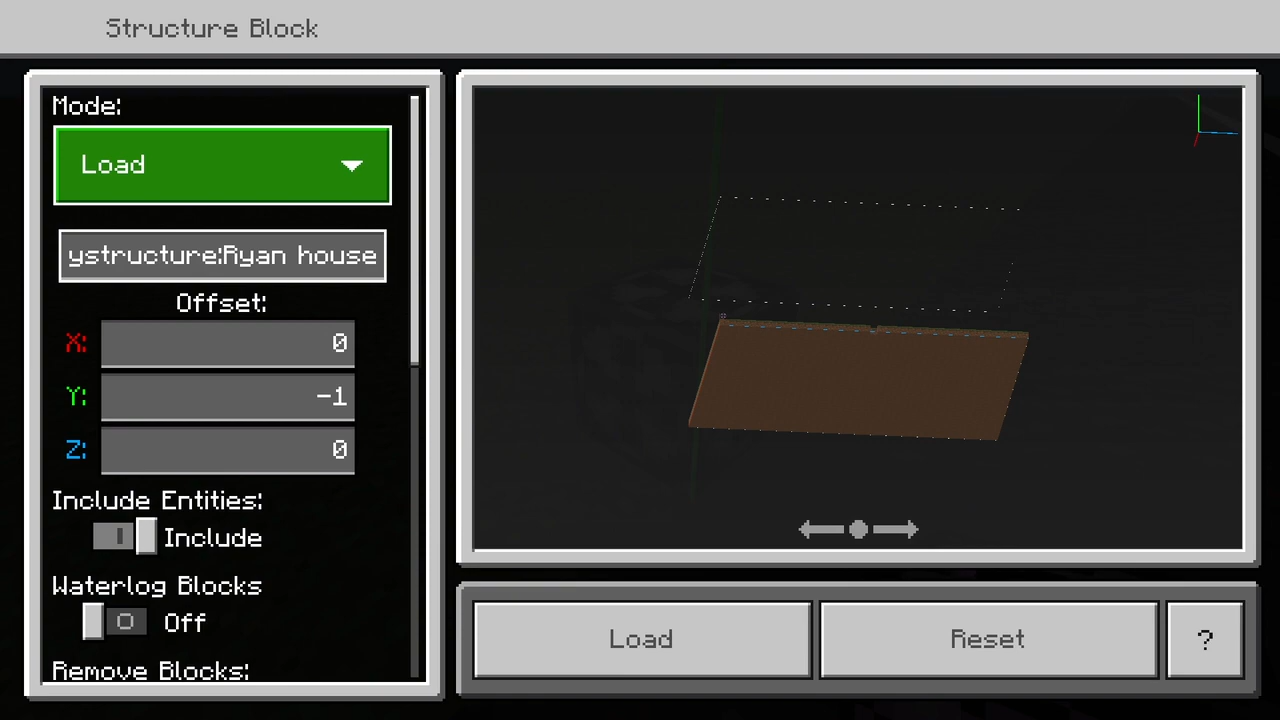 Structure Block
Mode:
Load
ystructure:Ryan house
Offset:
X: 0
Y: -1
Z: 0
Include Entities:
Include
Waterlog Blocks
Off
Remove Blocks:
Load
Reset
?